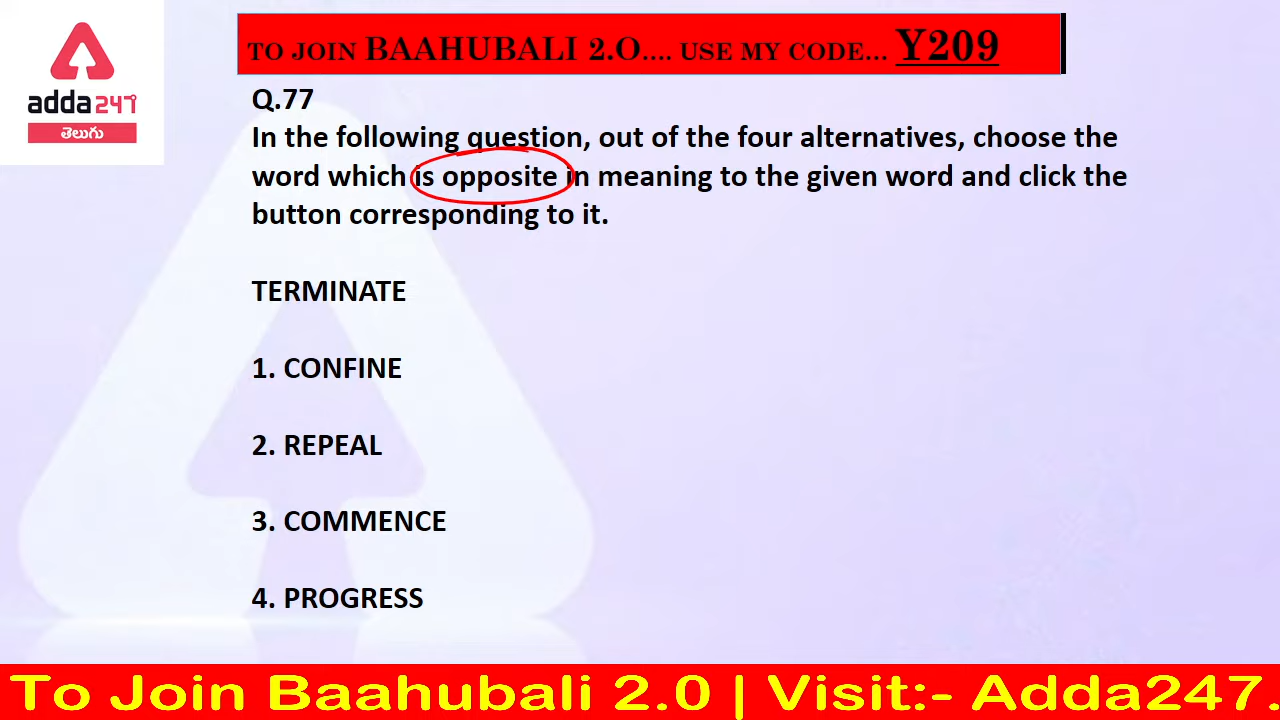 TO JOIN BAAHUBALI 2.O.... USE MY CODE... Y209
adda247
తెలుగు
Q.77
In the following question, out of the four alternatives, choose the
word which is opposite in meaning to the given word and click the
button corresponding to it.
TERMINATE
1. CONFINE
2. REPEAL
3. COMMENCE
4. PROGRESS
To Join Baahubali 2.0 | Visit:- Adda247.